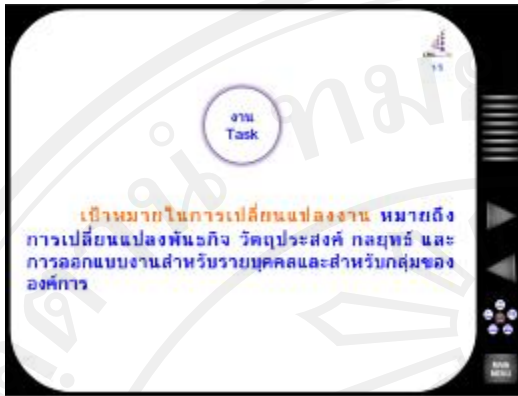 งาน
Task
เป้าหมายในการเปลี่ยนแปลงงาน หมายถึง
การเปลี่ยนแปลงพันธกิจ วัตถุประสงค์ กลยุทธ์ และ
การออกแบบงานสำหรับรายบุคคลและสำหรับกลุ่มของ
องค์การ
MAIN
MENU